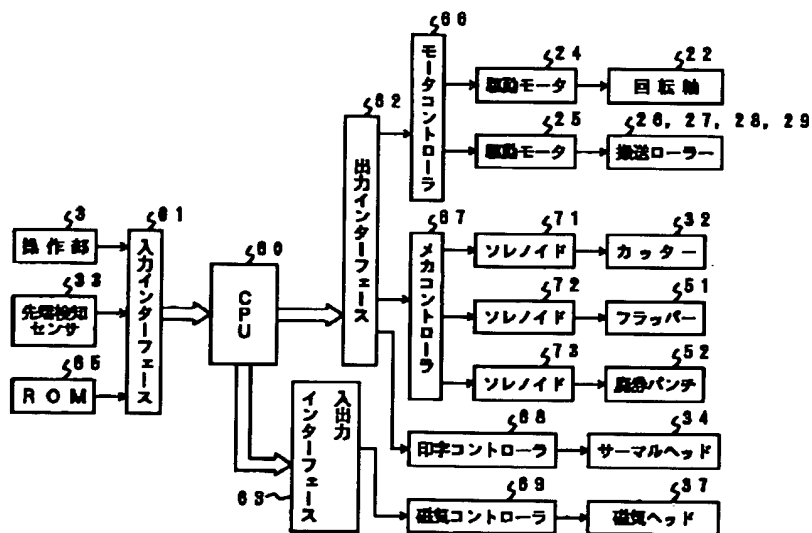 3
操作部
33
先端検知
センサ
65
ROM
61
入力インターフェース
60
CPU
62
出力インターフェース
63
入出力
インターフェース
66
モータコントローラ
24
駆動モータ
22
回転軸
25
駆動モータ
26, 27, 28, 29
搬送ローラー
67
メカコントローラ
71
ソレノイド
32
カッター
72
ソレノイド
51
フラッパー
73
ソレノイド
52
廃券パンチ
68
印字コントローラ
34
サーマルヘッド
69
磁気コントローラ
37
磁気ヘッド